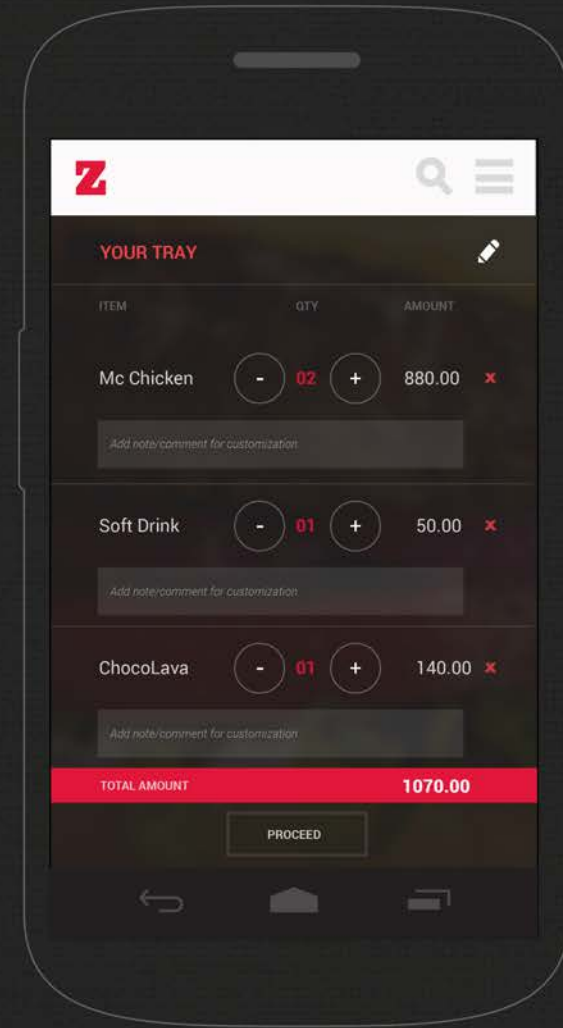 Z
YOUR TRAY
ITEM QTY AMOUNT
Mc Chicken - 02 + 880.00 x
Add note/comment for customization
Soft Drink - 01 + 50.00 x
Add note/comment for customization
ChocoLava - 01 + 140.00 x
Add note/comment for customization
TOTAL AMOUNT 1070.00
PROCEED